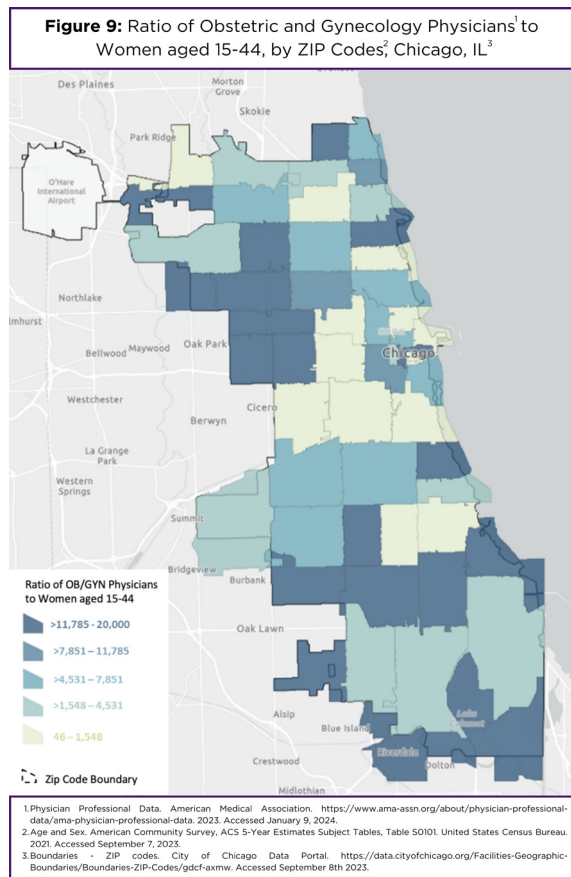 Figure 9: Ratio of Obstetric and Gynecology Physicians¹ to
Women aged 15-44, by ZIP Codes², Chicago, IL³
Des Plaines
Morton
Grove
Skokie
Park Ridge
O'Hare
International
Airport
Northlake
lmhurst
Bellwood
Maywood
Oak Park
Chicago
Westchester
Cicero
Berwyn
La Grange
Park
Western
Springs
Summit
Bridgeview
Burbank
Ratio of OB/GYN Physicians
to Women aged 15-44
>11,785 - 20,000
>7,851 – 11,785
>4,531 – 7,851
>1,548 – 4,531
46 – 1,548
Zip Code Boundary
Oak Lawn
Alsip
Lake
Calumet
Blue Island
Riverdale
Crestwood
Dolton
Midlothian
1.Physician Professional Data. American Medical Association. https://www.ama-assn.org/about/physician-professional-
data/ama-physician-professional-data. 2023. Accessed January 9, 2024.
2.Age and Sex. American Community Survey, ACS 5-Year Estimates Subject Tables, Table S0101. United States Census Bureau.
2021. Accessed September 7, 2023.
3.Boundaries - ZIP codes. City of Chicago Data Portal. https://data.cityofchicago.org/Facilities-Geographic-
Boundaries/Boundaries-ZIP-Codes/gdcf-axmw. Accessed September 8th 2023.